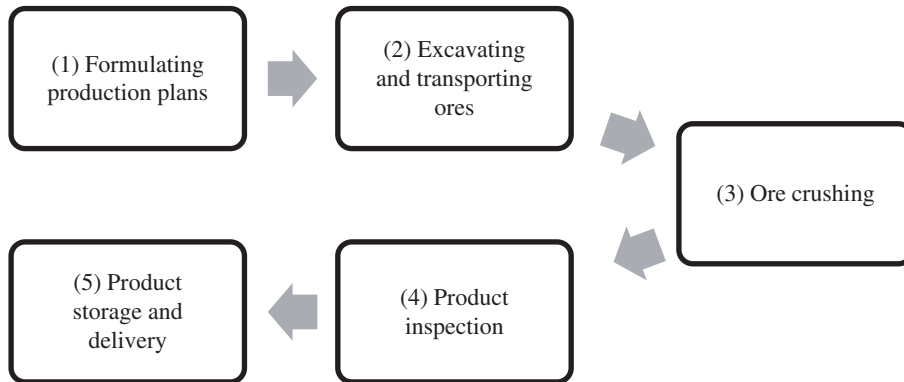 (1) Formulating
production plans
(2) Excavating
and transporting
ores
(3) Ore crushing
(4) Product
inspection
(5) Product
storage and
delivery